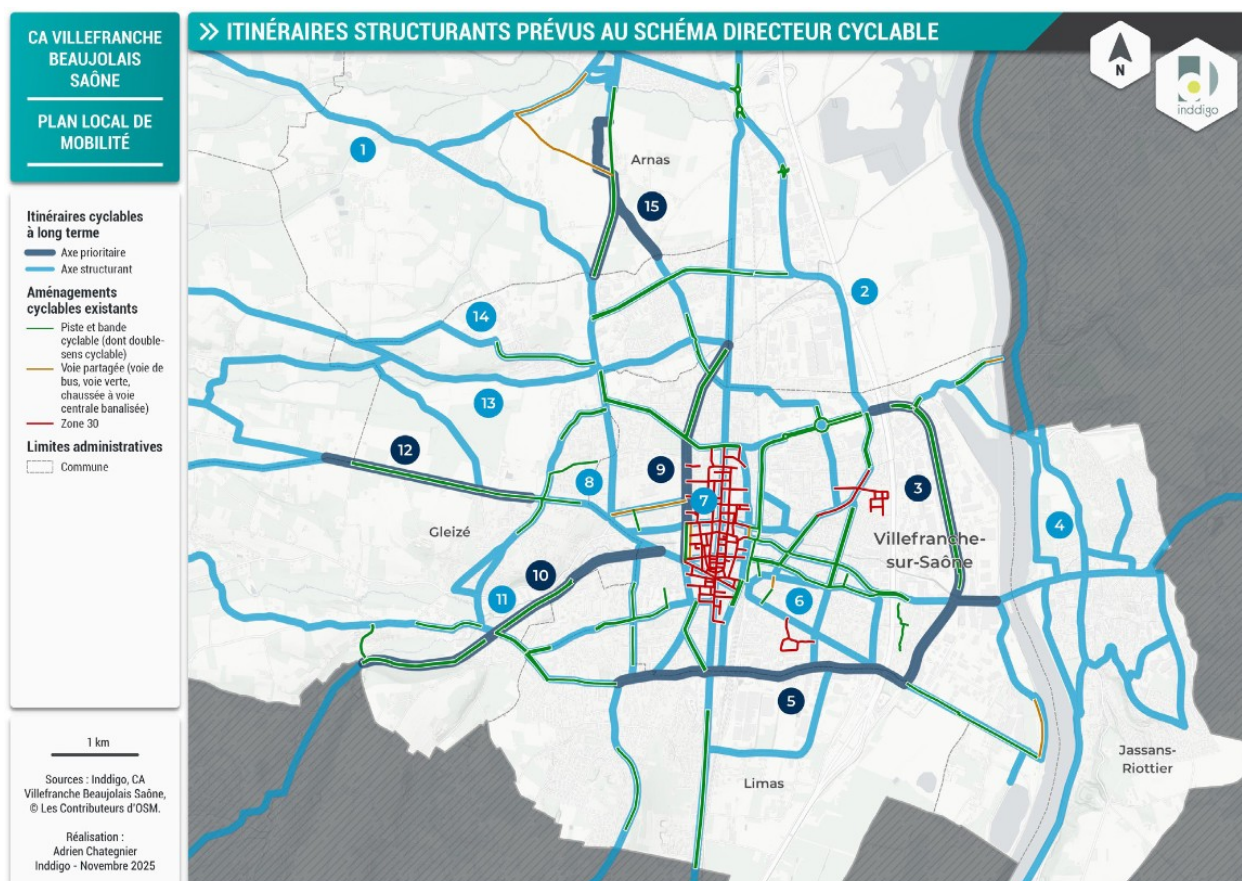 CA VILLEFRANCHE
BEAUJOLAIS
SAÔNE
PLAN LOCAL DE
MOBILITÉ
>> ITINÉRAIRES STRUCTURANTS PRÉVUS AU SCHÉMA DIRECTEUR CYCLABLE
N
inddigo
Itinéraires cyclables
à long terme
Axe prioritaire
Axe structurant
Aménagements
cyclables existants
Piste et bande
cyclable (dont double-
sens cyclable)
Voie partagée (voie de
bus, voie verte,
chaussée à voie
centrale banalisée)
Zone 30
Limites administratives
Commune
1 km
Sources : Inddigo, CA
Villefranche Beaujolais Saône,
© Les Contributeurs d'OSM.
Réalisation :
Adrien Chategnier
Inddigo - Novembre 2025
1
Arnas
15
2
14
13
12
9
8
7
3
4
Gleizé
Villefranche-
sur-Saône
10
11
6
5
Jassans-
Riottier
Limas